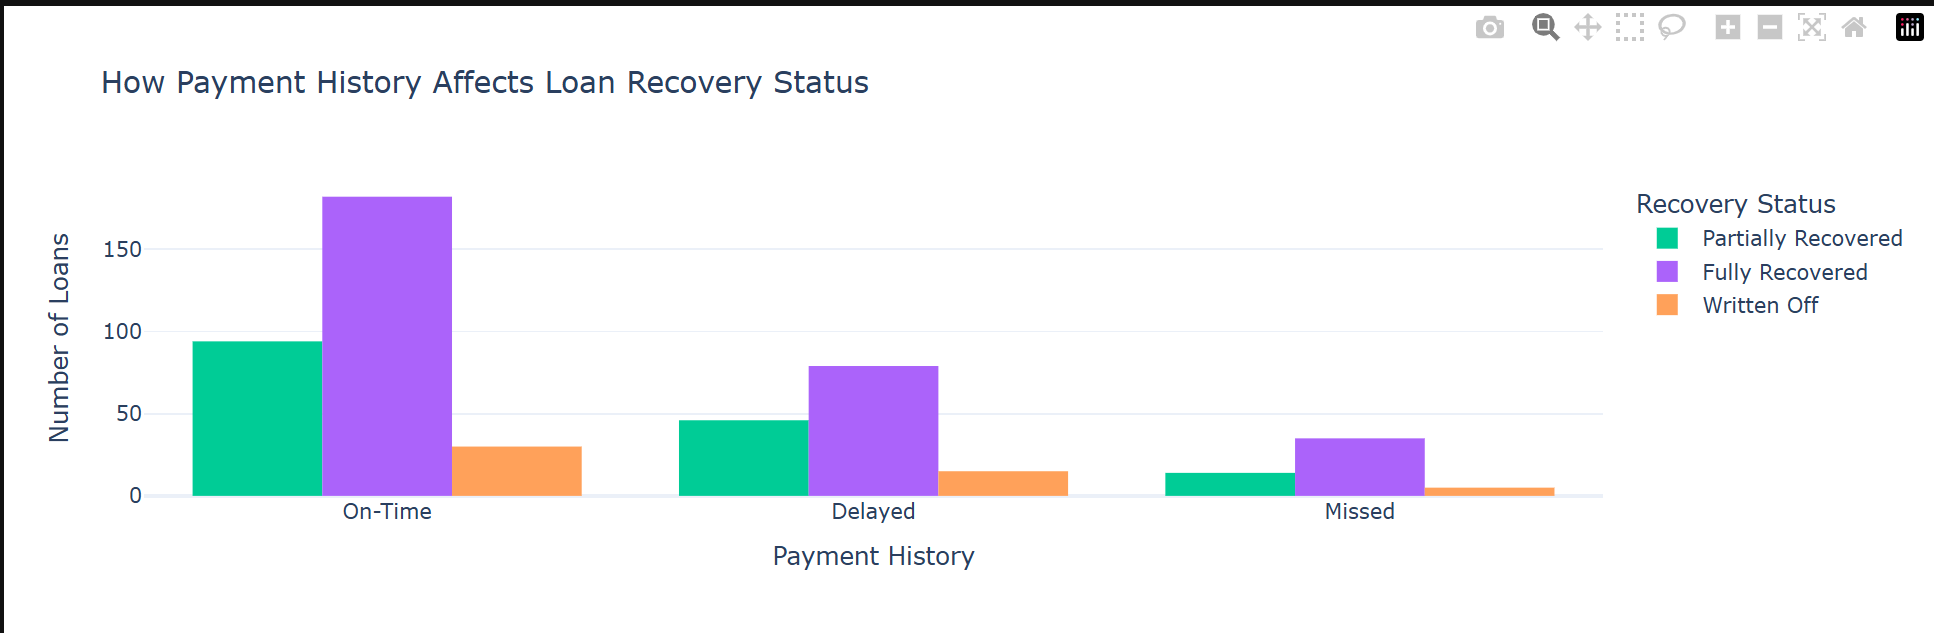 How Payment History Affects Loan Recovery Status
Number of Loans
150
100
50
0
On-Time
Delayed
Missed
Payment History
Recovery Status
Partially Recovered
Fully Recovered
Written Off